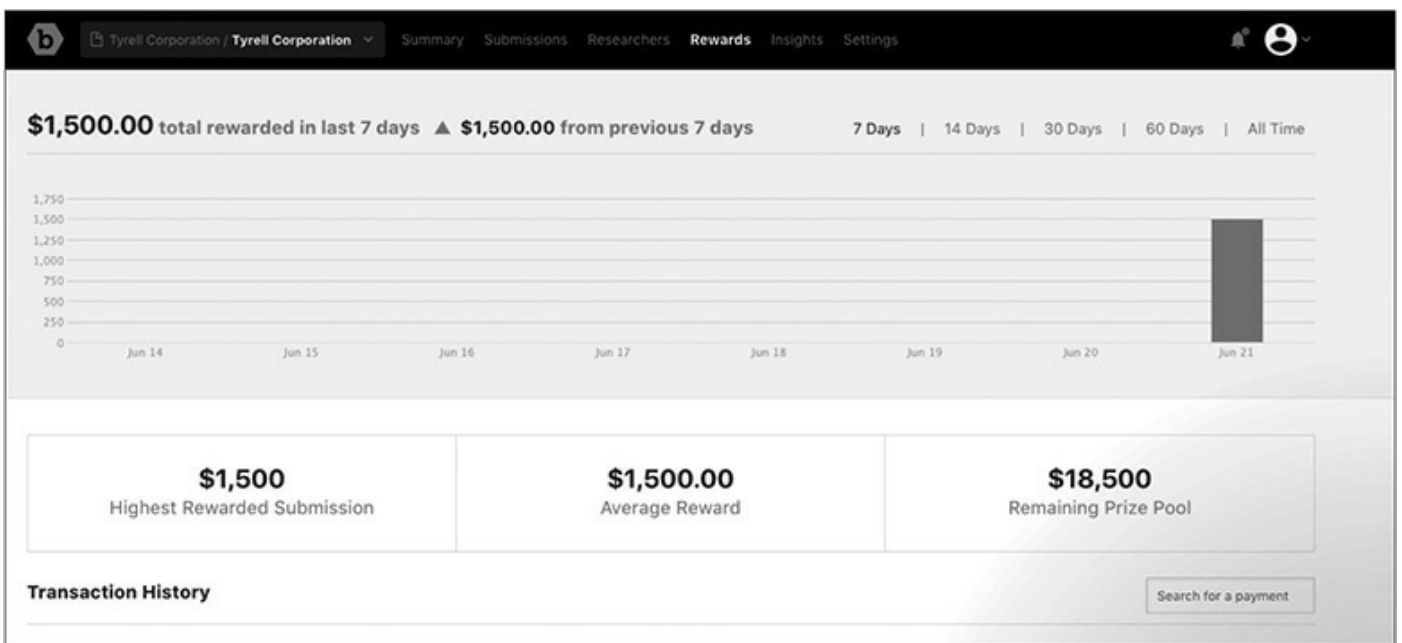 b Tyrell Corporation / Tyrell Corporation Summary Submissions Researchers Rewards Insights Settings
$1,500.00 total rewarded in last 7 days ▲ $1,500.00 from previous 7 days 7 Days | 14 Days | 30 Days | 60 Days | All Time
1,750
1,500
1,250
1,000
750
500
250
0
Jun 14 Jun 15 Jun 16 Jun 17 Jun 18 Jun 19 Jun 20 Jun 21
$1,500 $1,500.00 $18,500
Highest Rewarded Submission Average Reward Remaining Prize Pool
Transaction History Search for a payment